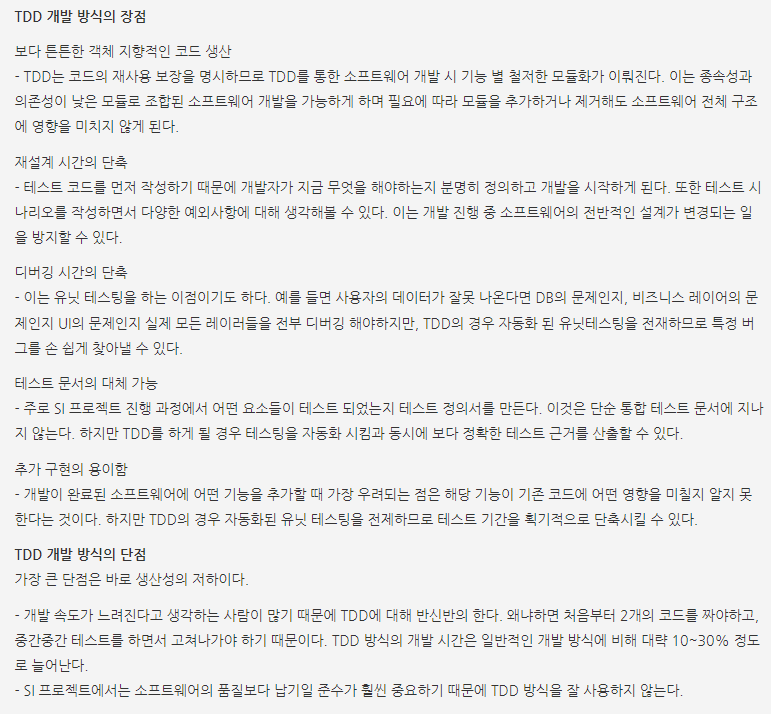 TDD 개발 방식의 장점
보다 튼튼한 객체 지향적인 코드 생산
- TDD는 코드의 재사용 보장을 명시하므로 TDD를 통한 소프트웨어 개발 시 기능 별 철저한 모듈화가 이뤄진다. 이는 종속성과
의존성이 낮은 모듈로 조합된 소프트웨어 개발을 가능하게 하며 필요에 따라 모듈을 추가하거나 제거해도 소프트웨어 전체 구조
에 영향을 미치지 않게 된다.
재설계 시간의 단축
- 테스트 코드를 먼저 작성하기 때문에 개발자가 지금 무엇을 해야하는지 분명히 정의하고 개발을 시작하게 된다. 또한 테스트 시
나리오를 작성하면서 다양한 예외사항에 대해 생각해볼 수 있다. 이는 개발 진행 중 소프트웨어의 전반적인 설계가 변경되는 일
을 방지할 수 있다.
디버깅 시간의 단축
- 이는 유닛 테스팅을 하는 이점이기도 하다. 예를 들면 사용자의 데이터가 잘못 나온다면 DB의 문제인지, 비즈니스 레이어의 문
제인지 UI의 문제인지 실제 모든 레이러들을 전부 디버깅 해야하지만, TDD의 경우 자동화 된 유닛테스팅을 전재하므로 특정 버
그를 손 쉽게 찾아낼 수 있다.
테스트 문서의 대체 가능
- 주로 SI 프로젝트 진행 과정에서 어떤 요소들이 테스트 되었는지 테스트 정의서를 만든다. 이것은 단순 통합 테스트 문서에 지나
지 않는다. 하지만 TDD를 하게 될 경우 테스팅을 자동화 시킴과 동시에 보다 정확한 테스트 근거를 산출할 수 있다.
추가 구현의 용이함
- 개발이 완료된 소프트웨어에 어떤 기능을 추가할 때 가장 우려되는 점은 해당 기능이 기존 코드에 어떤 영향을 미칠지 알지 못
한다는 것이다. 하지만 TDD의 경우 자동화된 유닛 테스팅을 전제하므로 테스트 기간을 획기적으로 단축시킬 수 있다.
TDD 개발 방식의 단점
가장 큰 단점은 바로 생산성의 저하이다.
- 개발 속도가 느려진다고 생각하는 사람이 많기 때문에 TDD에 대해 반신반의 한다. 왜냐하면 처음부터 2개의 코드를 짜야하고,
중간중간 테스트를 하면서 고쳐나가야 하기 때문이다. TDD 방식의 개발 시간은 일반적인 개발 방식에 비해 대략 10~30% 정도
로 늘어난다.
- SI 프로젝트에서는 소프트웨어의 품질보다 납기일 준수가 훨씬 중요하기 때문에 TDD 방식을 잘 사용하지 않는다.